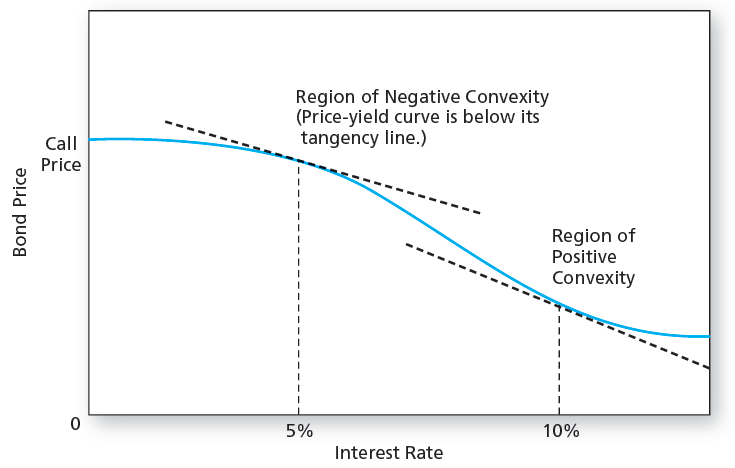 Region of Negative Convexity
(Price-yield curve is below its
tangency line.)
Call
Price
Bond Price
Region of
Positive
Convexity
0
5%
10%
Interest Rate